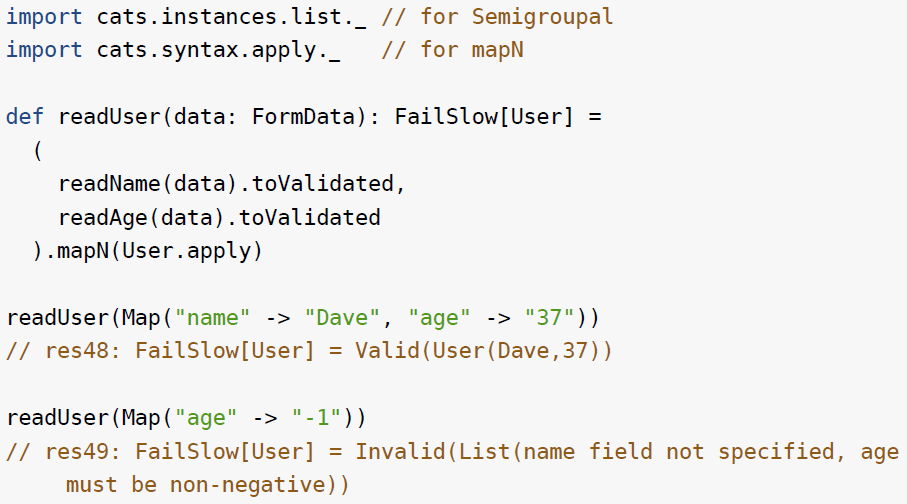 import cats.instances.list._ // for Semigroupal
import cats.syntax.apply._   // for mapN

def readUser(data: FormData): FailSlow[User] =
  (
    readName(data).toValidated,
    readAge(data).toValidated
  ).mapN(User.apply)

readUser(Map("name" -> "Dave", "age" -> "37"))
// res48: FailSlow[User] = Valid(User(Dave,37))

readUser(Map("age" -> "-1"))
// res49: FailSlow[User] = Invalid(List(name field not specified, age
     must be non-negative))